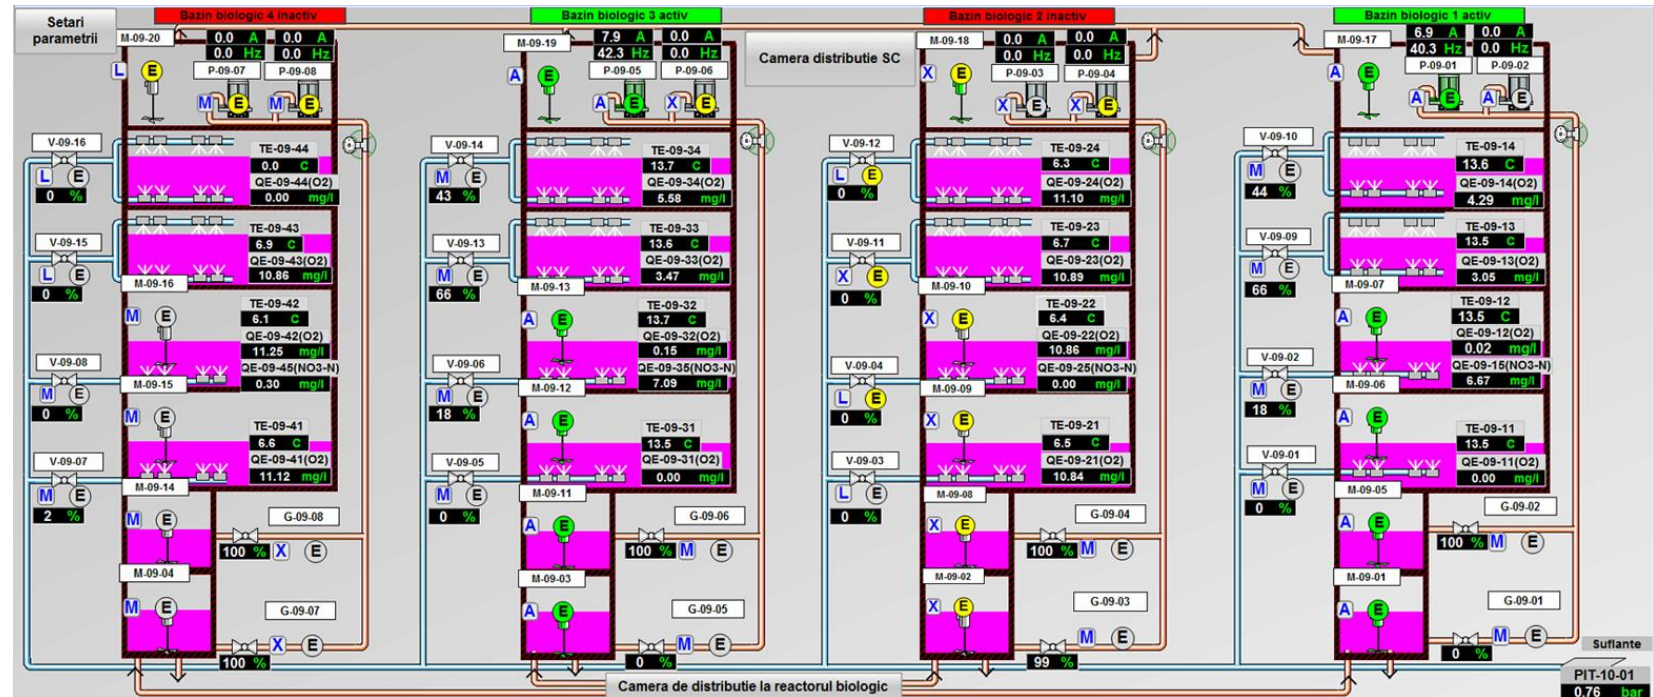 Setari
parametrii
Bazin biologic 4 inactiv
M-09-20
0.0 A 0.0 A
0.0 Hz 0.0 Hz
P-09-07 P-09-08
L E
M E M E
V-09-16
L E
0 %
TE-09-44
0.0 C
QE-09-44(O2)
0.00 mg/l
V-09-15
L E
0 %
TE-09-43
6.9 C
QE-09-43(O2)
10.86 mg/l
M-09-16
M E
TE-09-42
6.1 C
QE-09-42(O2)
11.25 mg/l
QE-09-45(NO3-N)
0.30 mg/l
V-09-08
M E
0 %
M-09-15
M E
TE-09-41
6.6 C
QE-09-41(O2)
11.12 mg/l
V-09-07
M E
2 %
M-09-14
M E
G-09-08
100 % X E
M-09-04
M E
G-09-07
X E
100 %
Bazin biologic 3 activ
M-09-19
7.9 A 0.0 A
42.3 Hz 0.0 Hz
P-09-05 P-09-06
A E
A E X E
V-09-14
M E
43 %
TE-09-34
13.7 C
QE-09-34(O2)
5.58 mg/l
V-09-13
M E
66 %
TE-09-33
13.6 C
QE-09-33(O2)
3.47 mg/l
M-09-13
A E
TE-09-32
13.7 C
QE-09-32(O2)
0.15 mg/l
QE-09-35(NO3-N)
7.09 mg/l
V-09-06
M E
18 %
M-09-12
A E
TE-09-31
13.5 C
QE-09-31(O2)
0.00 mg/l
V-09-05
M E
0 %
M-09-11
A E
G-09-06
100 % M E
M-09-03
A E
G-09-05
M E
0 %
Camera distributie SC
Bazin biologic 2 inactiv
M-09-18
0.0 A 0.0 A
0.0 Hz 0.0 Hz
P-09-03 P-09-04
X E
X E X E
V-09-12
L E
0 %
TE-09-24
6.3 C
QE-09-24(O2)
11.10 mg/l
V-09-11
X E
0 %
TE-09-23
6.7 C
QE-09-23(O2)
10.89 mg/l
M-09-10
X E
TE-09-22
6.4 C
QE-09-22(O2)
10.86 mg/l
QE-09-25(NO3-N)
0.00 mg/l
V-09-04
L E
0 %
M-09-09
X E
TE-09-21
6.5 C
QE-09-21(O2)
10.84 mg/l
V-09-03
L E
0 %
M-09-08
X E
G-09-04
100 % M E
M-09-02
X E
G-09-03
M E
99 %
Bazin biologic 1 activ
M-09-17
6.9 A 0.0 A
40.3 Hz 0.0 Hz
P-09-01 P-09-02
A E
A E A E
V-09-10
M E
44 %
TE-09-14
13.6 C
QE-09-14(O2)
4.29 mg/l
V-09-09
M E
66 %
TE-09-13
13.5 C
QE-09-13(O2)
3.05 mg/l
M-09-07
A E
TE-09-12
13.5 C
QE-09-12(O2)
0.02 mg/l
QE-09-15(NO3-N)
6.67 mg/l
V-09-02
M E
18 %
M-09-06
A E
TE-09-11
13.5 C
QE-09-11(O2)
0.00 mg/l
V-09-01
M E
0 %
M-09-05
A E
G-09-02
100 % M E
M-09-01
A E
G-09-01
M E
0 %
Suflante
PIT-10-01
0.76 bar
Camera de distributie la reactorul biologic